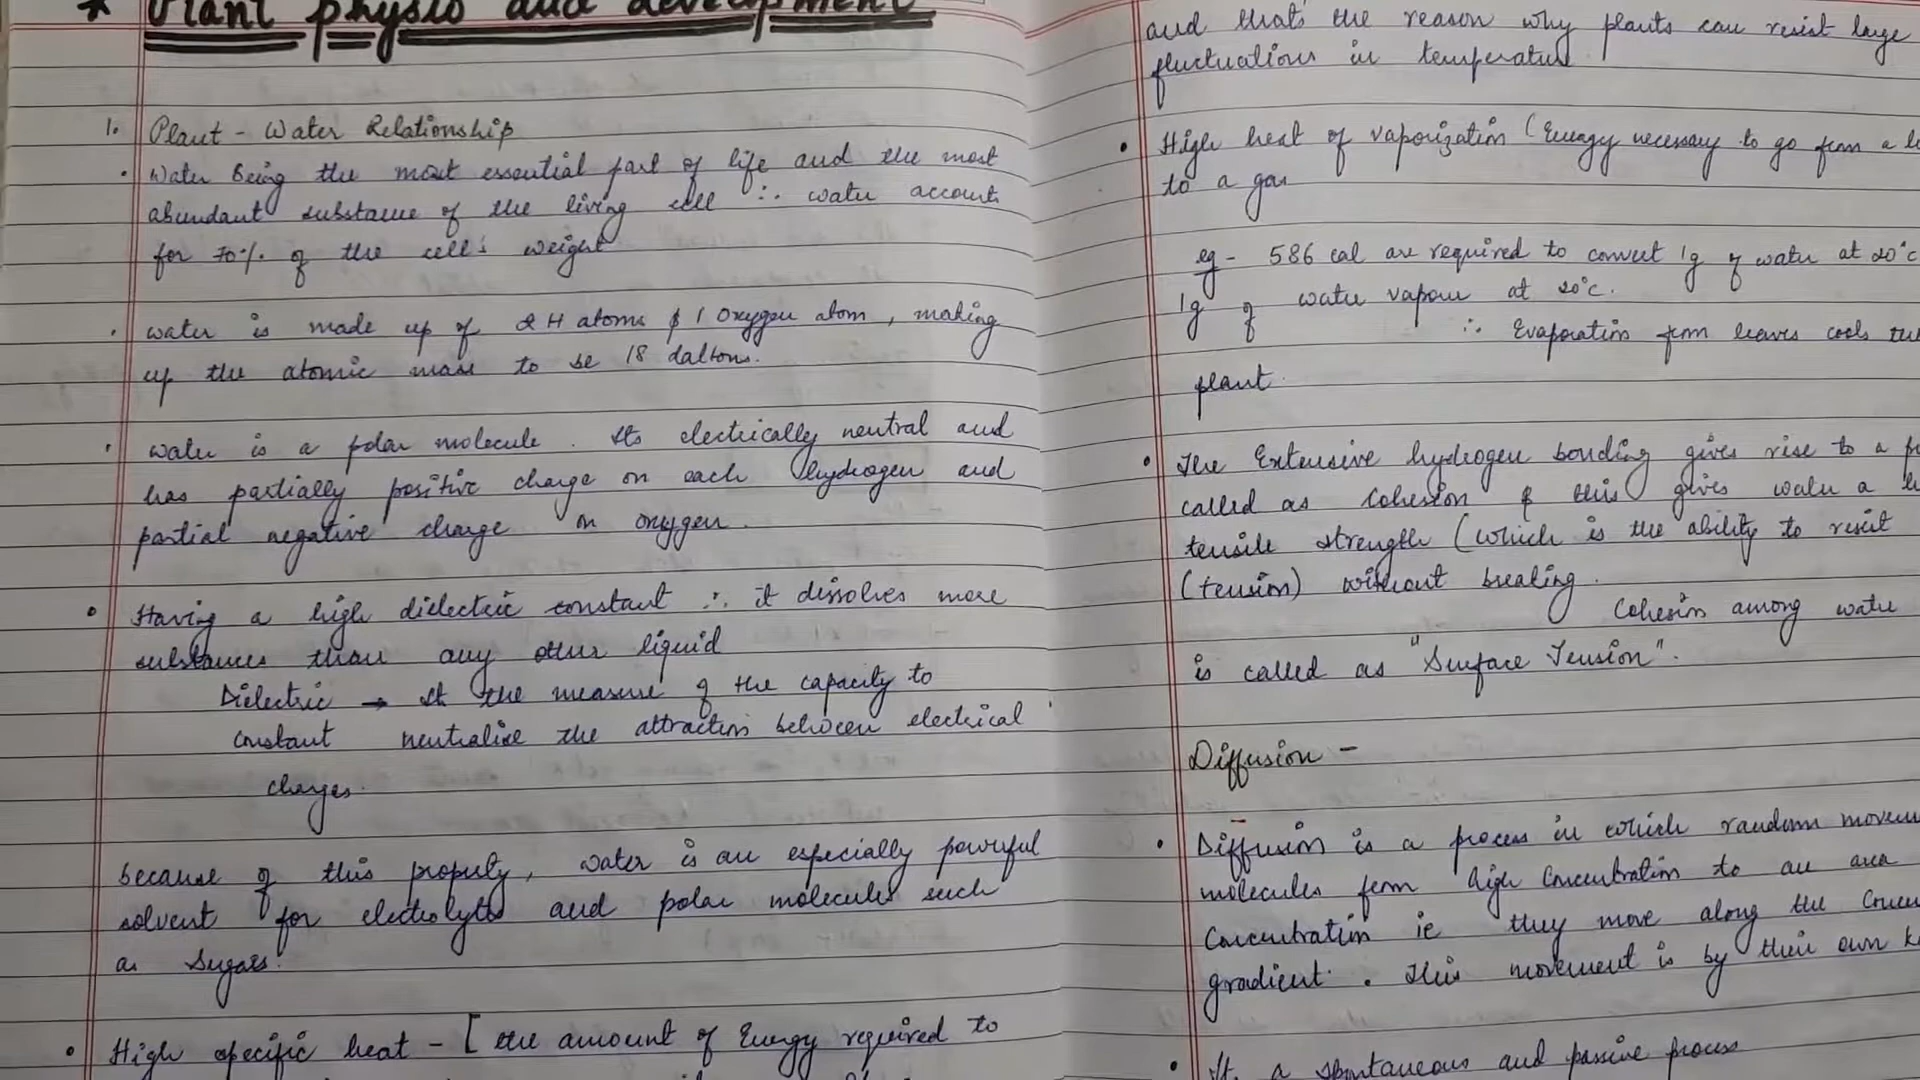 * Plant physio and development
1. Plant - Water Relationship
• Water Being the most essential part of life and the most
abundant substance of the living cell ∴ water accounts
for 70% of the cell's weight
• water is made up of 2 H atoms & 1 Oxygen atom, making
up the atomic mass to be 18 daltons.
• water is a polar molecule. Its electrically neutral and
has partially positive charge on each hydrogen and
partial negative charge on oxygen.
• Having a high dielectric constant ∴ it dissolves more
substances than any other liquid
Dielectric → It the measure of the capacity to
constant neutralise the attraction between electrical
charges.
because of this property, water is an especially powerful
solvent for electrolytes and polar molecules such
as sugars.
• High specific heat - [ the amount of Energy required to
and that's the reason why plants can resist large
fluctuations in temperature.
• High heat of vaporization (Energy necessary to go from a
to a gas
eg - 586 cal are required to convert 1g of water at 20°c
1g of water vapour at 20°c.
∴ Evaporation from leaves cools
plant.
• The Extensive hydrogen bonding gives rise to a
called as Cohesion & this gives water a
tensile strength (which is the ability to resist
(tension) without breaking.
Cohesion among water
is called as "Surface Tension".
Diffusion -
• Diffusion is a process in which random
molecules from high concentration to an area
Concentration ie they move along the
gradient. This movement is by their own
• It a spontaneous and passive process